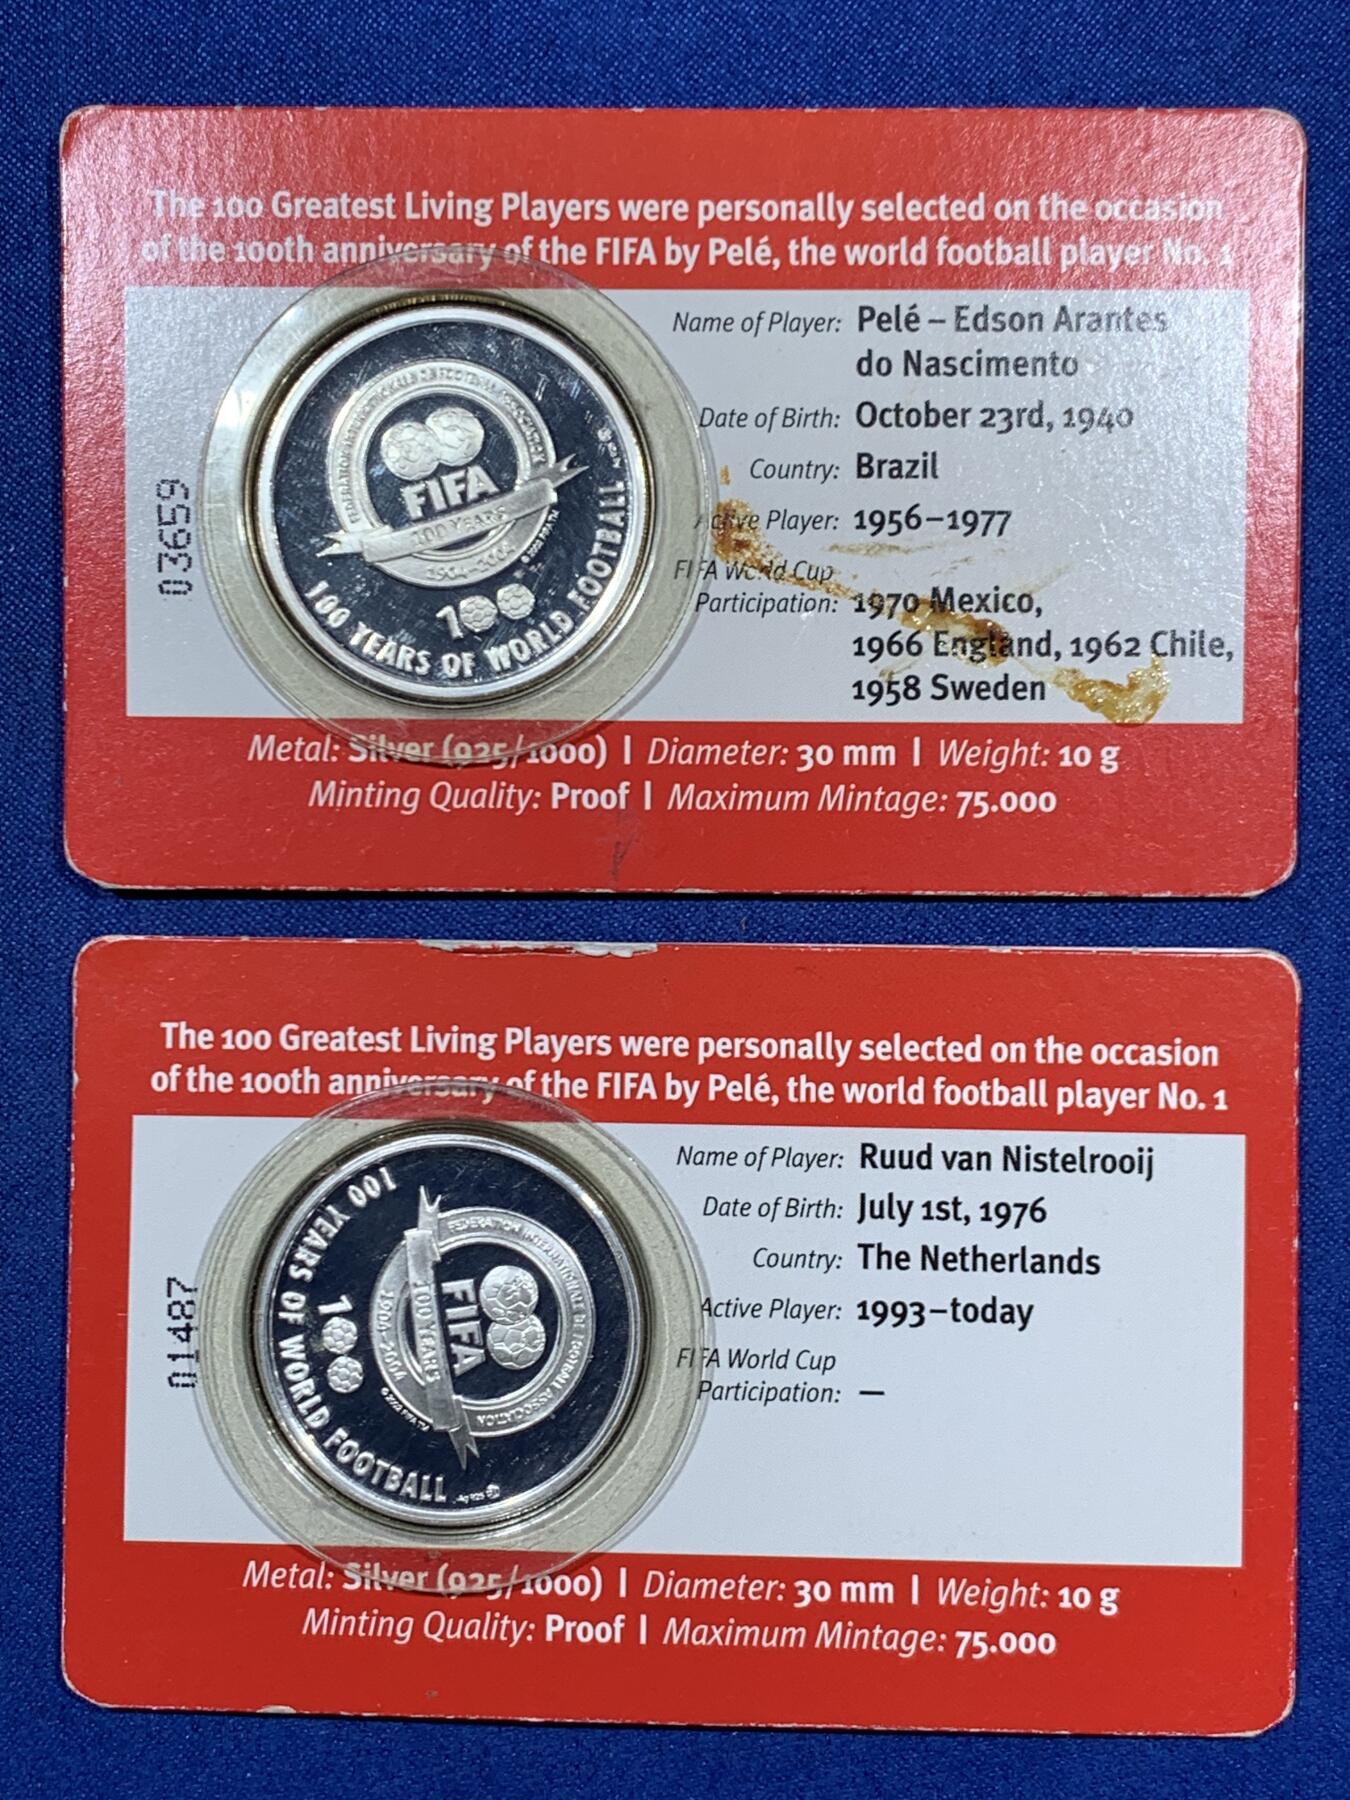 The 100 Greatest Living Players were personally selected on the occasion
of the 100th anniversary of the FIFA by Pelé, the world football player No. 1
Name of Player: Pelé – Edson Arantes
do Nascimento
Date of Birth: October 23rd, 1940
Country: Brazil
Active Player: 1956–1977
FIFA World Cup
Participation: 1970 Mexico,
1966 England, 1962 Chile,
1958 Sweden
03659
FIFA
100 YEARS
1904-2004
100
100 YEARS OF WORLD FOOTBALL
Metal: Silver (925/1000) | Diameter: 30 mm | Weight: 10 g
Minting Quality: Proof | Maximum Mintage: 75.000
The 100 Greatest Living Players were personally selected on the occasion
of the 100th anniversary of the FIFA by Pelé, the world football player No. 1
Name of Player: Ruud van Nistelrooij
Date of Birth: July 1st, 1976
Country: The Netherlands
Active Player: 1993–today
FIFA World Cup
Participation: —
01487
FEDERATION INTERNATIONALE DE FOOTBALL ASSOCIATION
FIFA
100 YEARS
1904-2004
100
100 YEARS OF WORLD FOOTBALL
Metal: Silver (925/1000) | Diameter: 30 mm | Weight: 10 g
Minting Quality: Proof | Maximum Mintage: 75.000